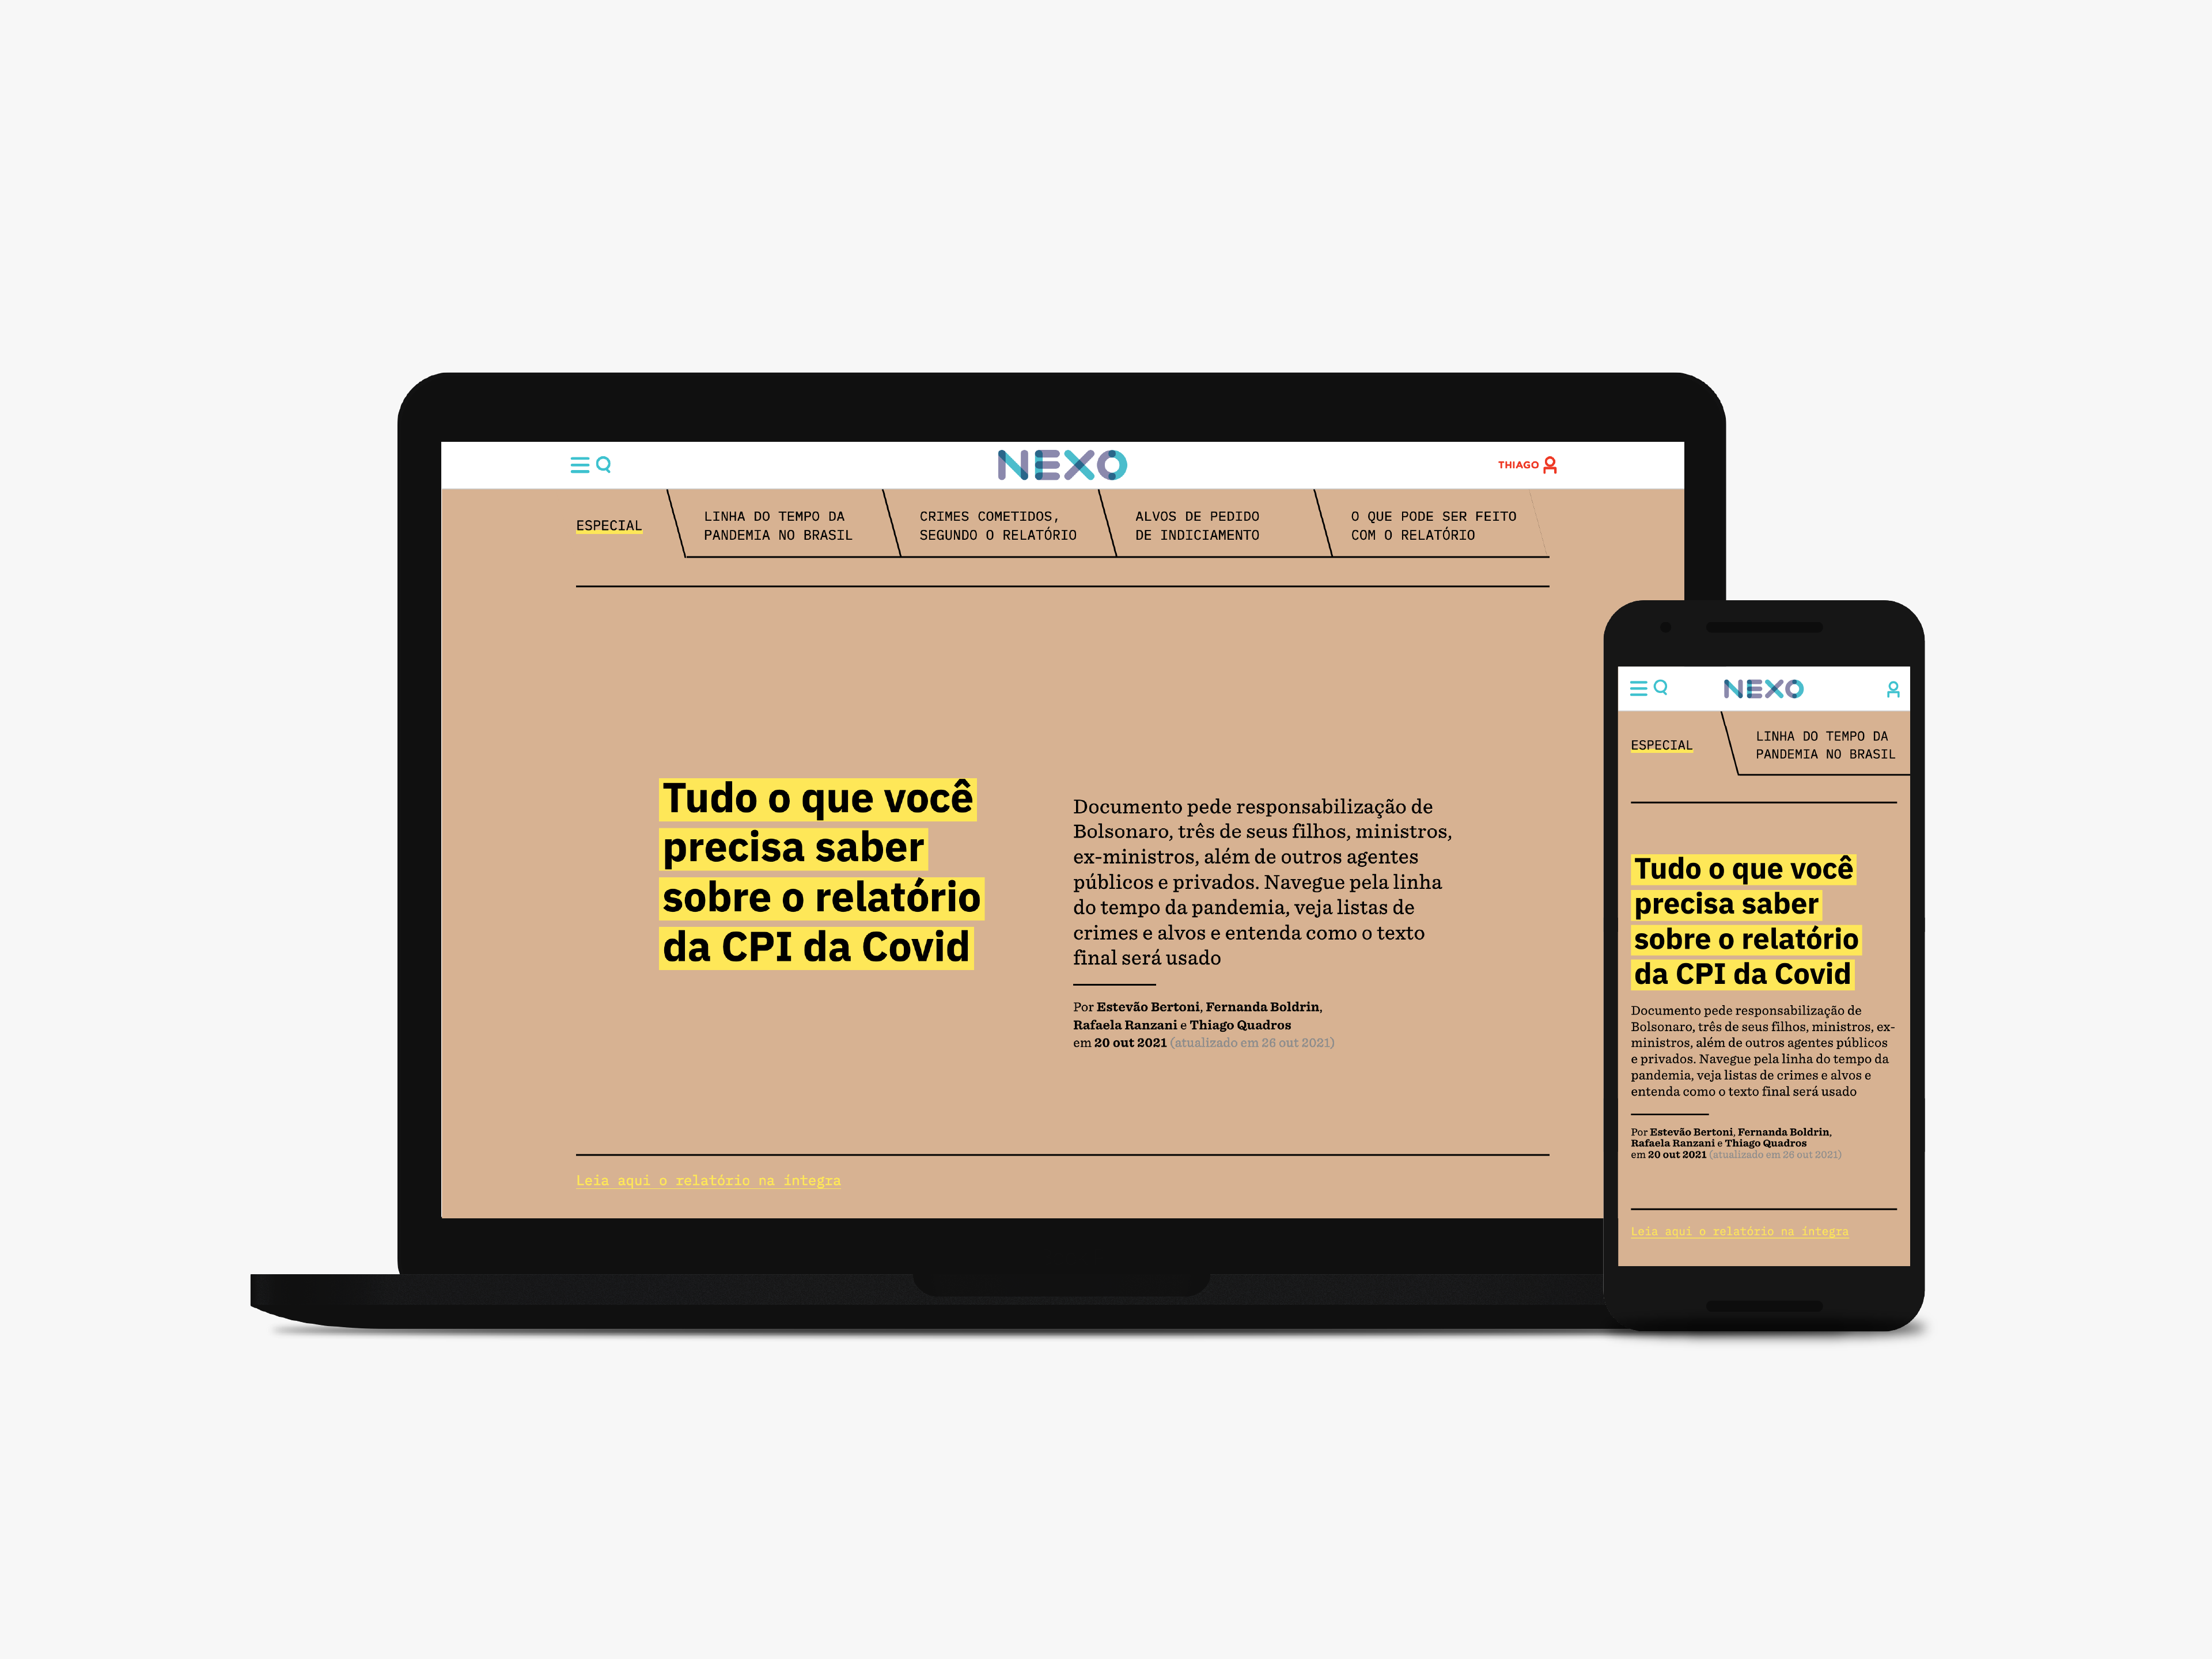 NEXO
THIAGO
ESPECIAL
LINHA DO TEMPO DA
PANDEMIA NO BRASIL
CRIMES COMETIDOS,
SEGUNDO O RELATÓRIO
ALVOS DE PEDIDO
DE INDICIAMENTO
O QUE PODE SER FEITO
COM O RELATÓRIO
Tudo o que você
precisa saber
sobre o relatório
da CPI da Covid
Documento pede responsabilização de
Bolsonaro, três de seus filhos, ministros,
ex-ministros, além de outros agentes
públicos e privados. Navegue pela linha
do tempo da pandemia, veja listas de
crimes e alvos e entenda como o texto
final será usado
Por Estevão Bertoni, Fernanda Boldrin,
Rafaela Ranzani e Thiago Quadros
em 20 out 2021 (atualizado em 26 out 2021)
Leia aqui o relatório na íntegra
NEXO
ESPECIAL
LINHA DO TEMPO DA
PANDEMIA NO BRASIL
Tudo o que você
precisa saber
sobre o relatório
da CPI da Covid
Documento pede responsabilização de
Bolsonaro, três de seus filhos, ministros, ex-
ministros, além de outros agentes públicos
e privados. Navegue pela linha do tempo da
pandemia, veja listas de crimes e alvos e
entenda como o texto final será usado
Por Estevão Bertoni, Fernanda Boldrin,
Rafaela Ranzani e Thiago Quadros
em 20 out 2021 (atualizado em 26 out 2021)
Leia aqui o relatório na íntegra